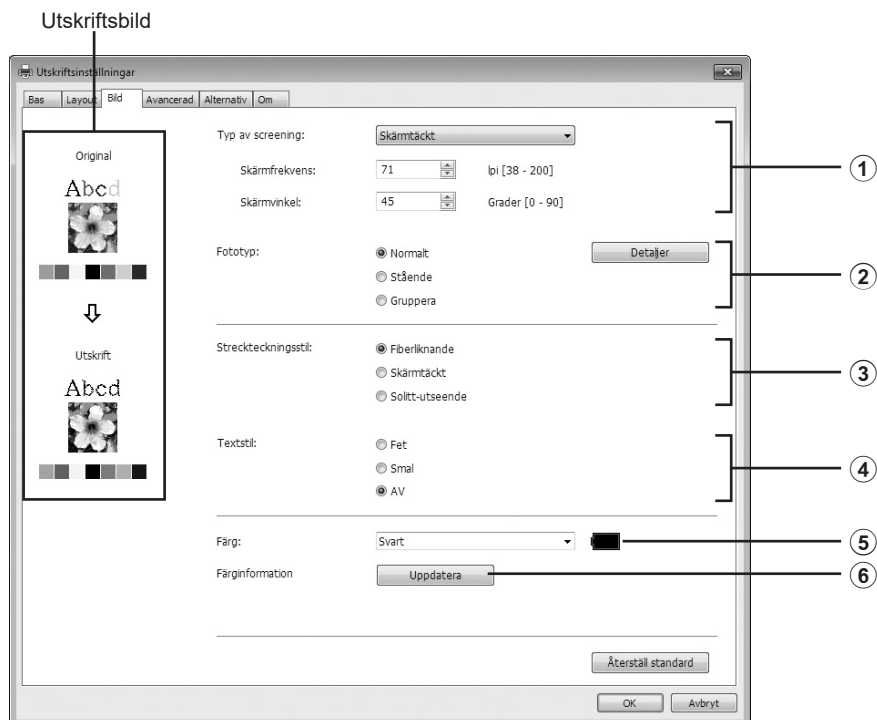 Utskriftsbild
Utskriftsinställningar
Bas Layout Bild Avancerad Alternativ Om
Original
Abcd
Utskrift
Abcd
Typ av screening: Skärmtäckt
Skärmfrekvens: 71 lpi [38 - 200]
Skärmvinkel: 45 Grader [0 - 90]
1
Fototyp: Normalt Detaljer
Stående
Gruppera
2
Streckteckningsstil: Fiberliknande
Skärmtäckt
Solitt-utseende
3
Textstil: Fet
Smal
AV
4
Färg: Svart
5
Färginformation Uppdatera
6
Återställ standard
OK Avbryt